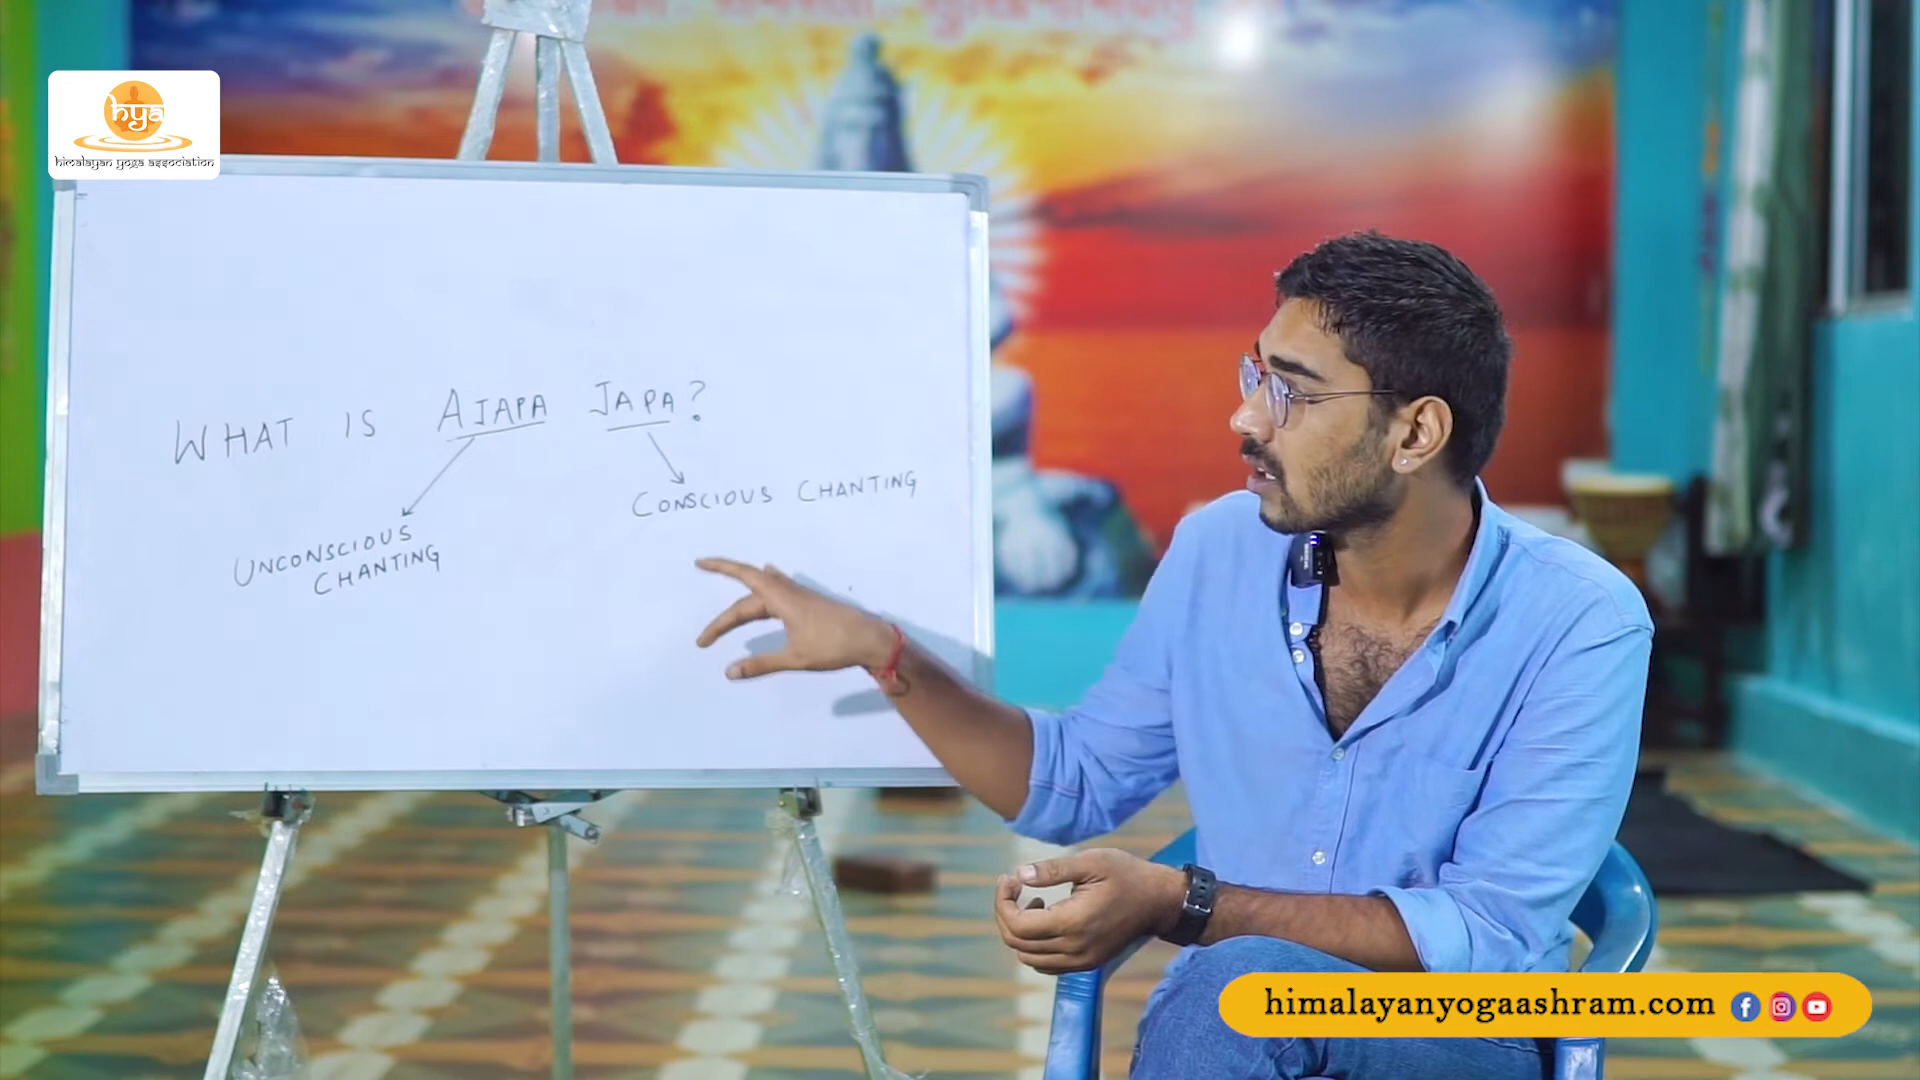 hya
himalayan yoga association
WHAT IS AJAPA JAPA?
CONSCIOUS CHANTING
UNCONSCIOUS
CHANTING
himalayanyogaashram.com